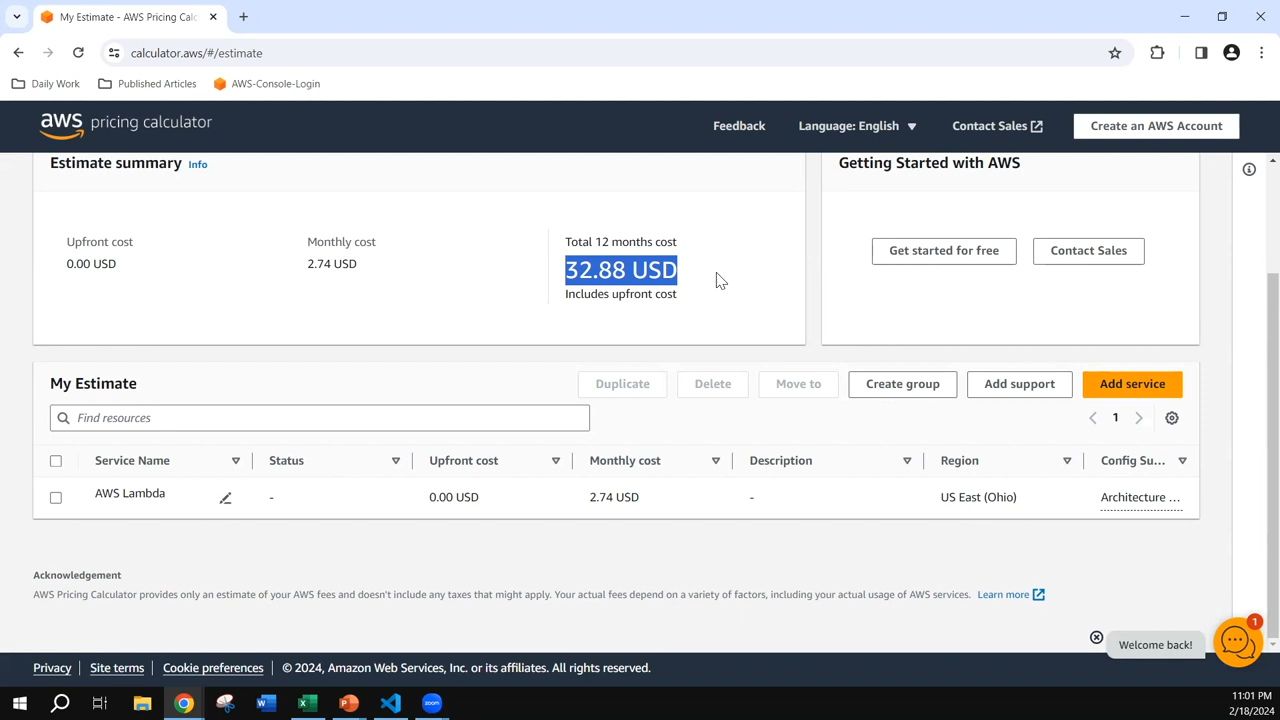 My Estimate - AWS Pricing Calc
calculator.aws/#/estimate
Daily Work
Published Articles
AWS-Console-Login
aws pricing calculator
Feedback
Language: English
Contact Sales
Create an AWS Account
Estimate summary Info
Getting Started with AWS
Upfront cost
0.00 USD
Monthly cost
2.74 USD
Total 12 months cost
32.88 USD
Includes upfront cost
Get started for free
Contact Sales
My Estimate
Duplicate
Delete
Move to
Create group
Add support
Add service
Find resources
1
Service Name
Status
Upfront cost
Monthly cost
Description
Region
Config Su...
AWS Lambda
-
0.00 USD
2.74 USD
-
US East (Ohio)
Architecture ...
Acknowledgement
AWS Pricing Calculator provides only an estimate of your AWS fees and doesn't include any taxes that might apply. Your actual fees depend on a variety of factors, including your actual usage of AWS services. Learn more
1
Welcome back!
Privacy
Site terms
Cookie preferences
© 2024, Amazon Web Services, Inc. or its affiliates. All rights reserved.
zoom
11:01 PM
2/18/2024